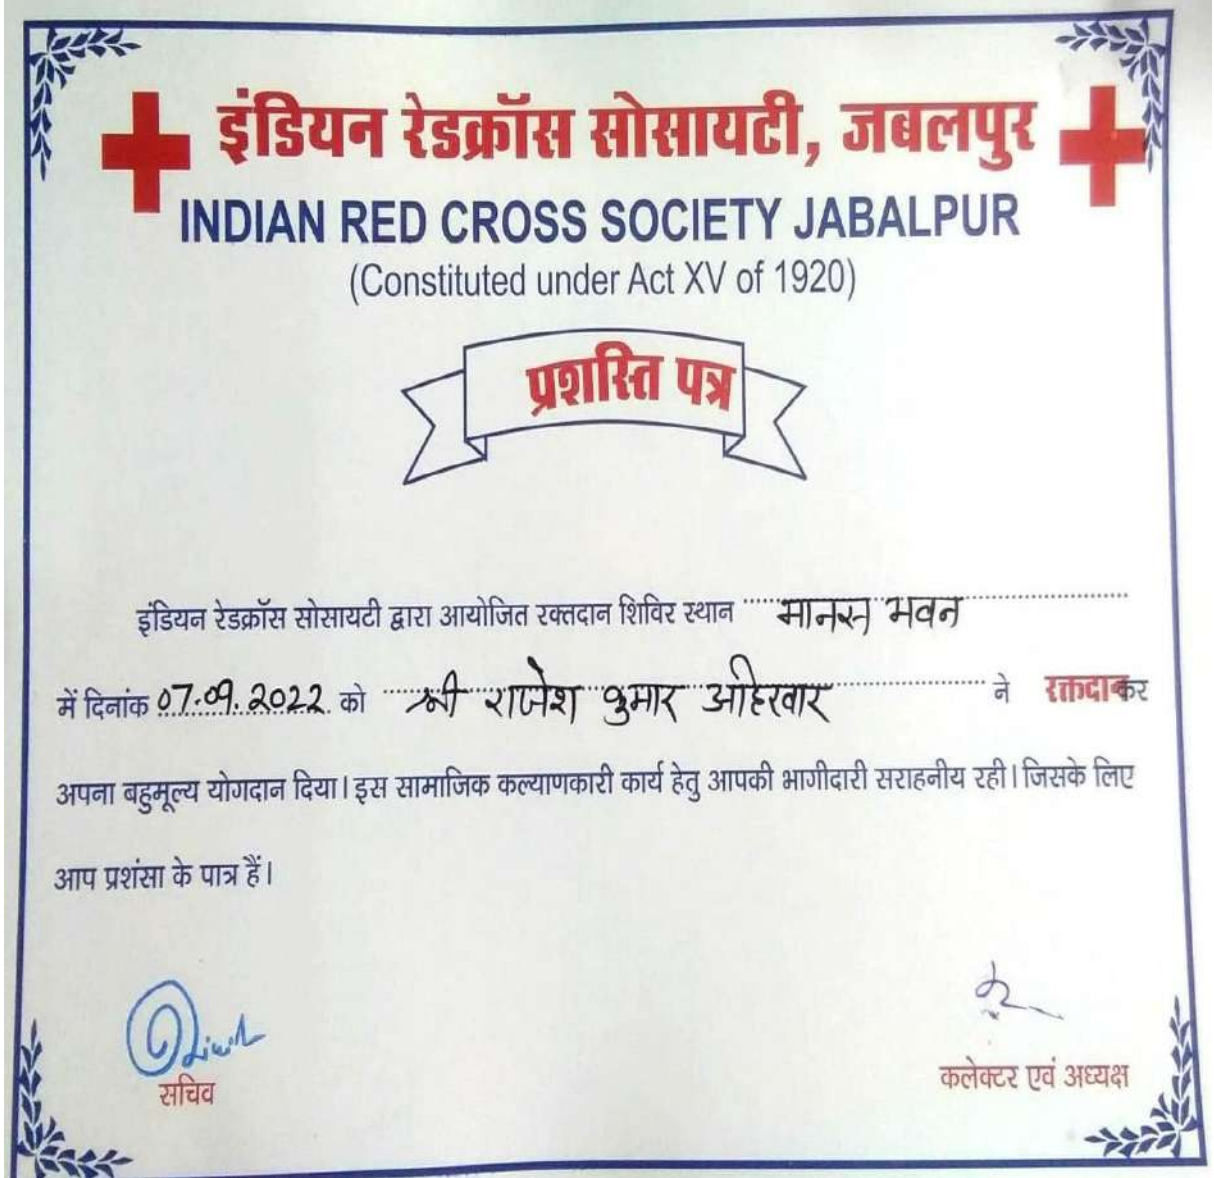 इंडियन रेडक्रॉस सोसायटी, जबलपुर
INDIAN RED CROSS SOCIETY JABALPUR
(Constituted under Act XV of 1920)
प्रशस्ति पत्र
इंडियन रेडक्रॉस सोसायटी द्वारा आयोजित रक्तदान शिविर स्थान मानस भवन
में दिनांक 07.09.2022 को श्री राजेश कुमार अहिरवार ने रक्तदान कर
अपना बहुमूल्य योगदान दिया। इस सामाजिक कल्याणकारी कार्य हेतु आपकी भागीदारी सराहनीय रही। जिसके लिए
आप प्रशंसा के पात्र हैं।
सचिव
कलेक्टर एवं अध्यक्ष